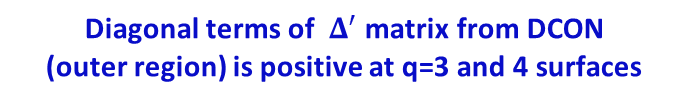 Diagonal terms of Δ′ matrix from DCON
(outer region) is positive at q=3 and 4 surfaces